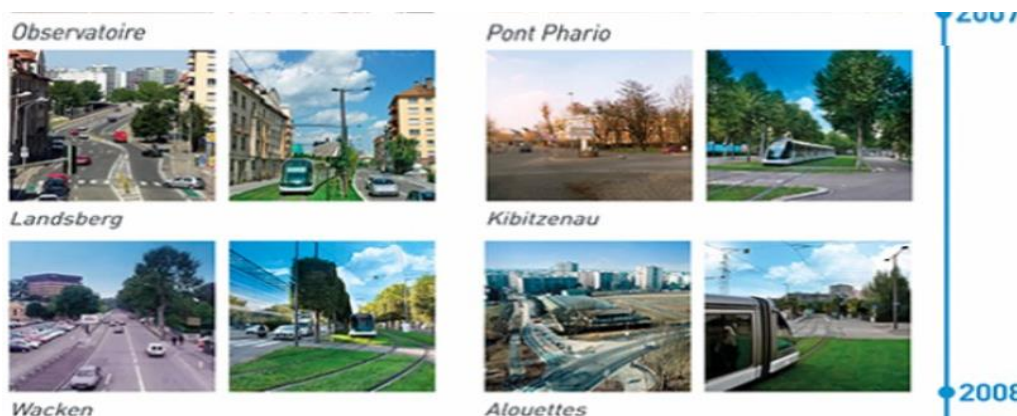 Observatoire
Pont Phario
2007
Landsberg
Kibitzenau
Wacken
Alouettes
2008